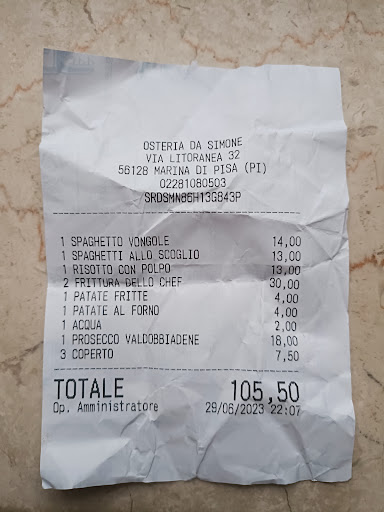 OSTERIA DA SIMONE
VIA LITORANEA 32
56128 MARINA DI PISA (PI)
02281080503
SRDSMN86H13G843P
1 SPAGHETTO VONGOLE 14,00
1 SPAGHETTI ALLO SCOGLIO 13,00
1 RISOTTO CON POLPO 13,00
2 FRITTURA DELLO CHEF 30,00
1 PATATE FRITTE 4,00
1 PATATE AL FORNO 4,00
1 ACQUA 2,00
1 PROSECCO VALDOBBIADENE 18,00
3 COPERTO 7,50
TOTALE 105,50
Op. Amministratore 29/06/2023 22:07